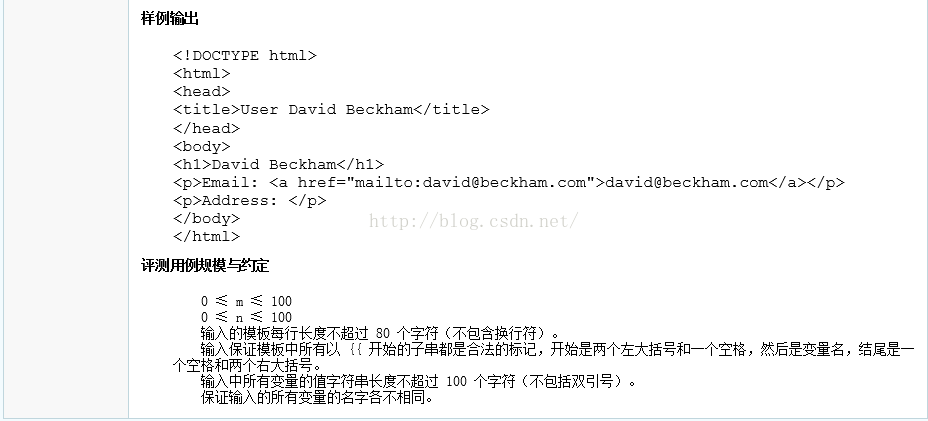 样例输出
<!DOCTYPE html>
<html>
<head>
<title>User David Beckham</title>
</head>
<body>
<h1>David Beckham</h1>
<p>Email: <a href="mailto:david@beckham.com">david@beckham.com</a></p>
<p>Address: </p>
</body>
http://blog.csdn.net/
</html>
评测用例规模与约定
0 ≤ m ≤ 100
0 ≤ n ≤ 100
输入的模板每行长度不超过 80 个字符（不包含换行符）。
输入保证模板中所有以 {{ 开始的子串都是合法的标记，开始是两个左大括号和一个空格，然后是变量名，结尾是一
个空格和两个右大括号。
输入中所有变量的值字符串长度不超过 100 个字符（不包括双引号）。
保证输入的所有变量的名字各不相同。